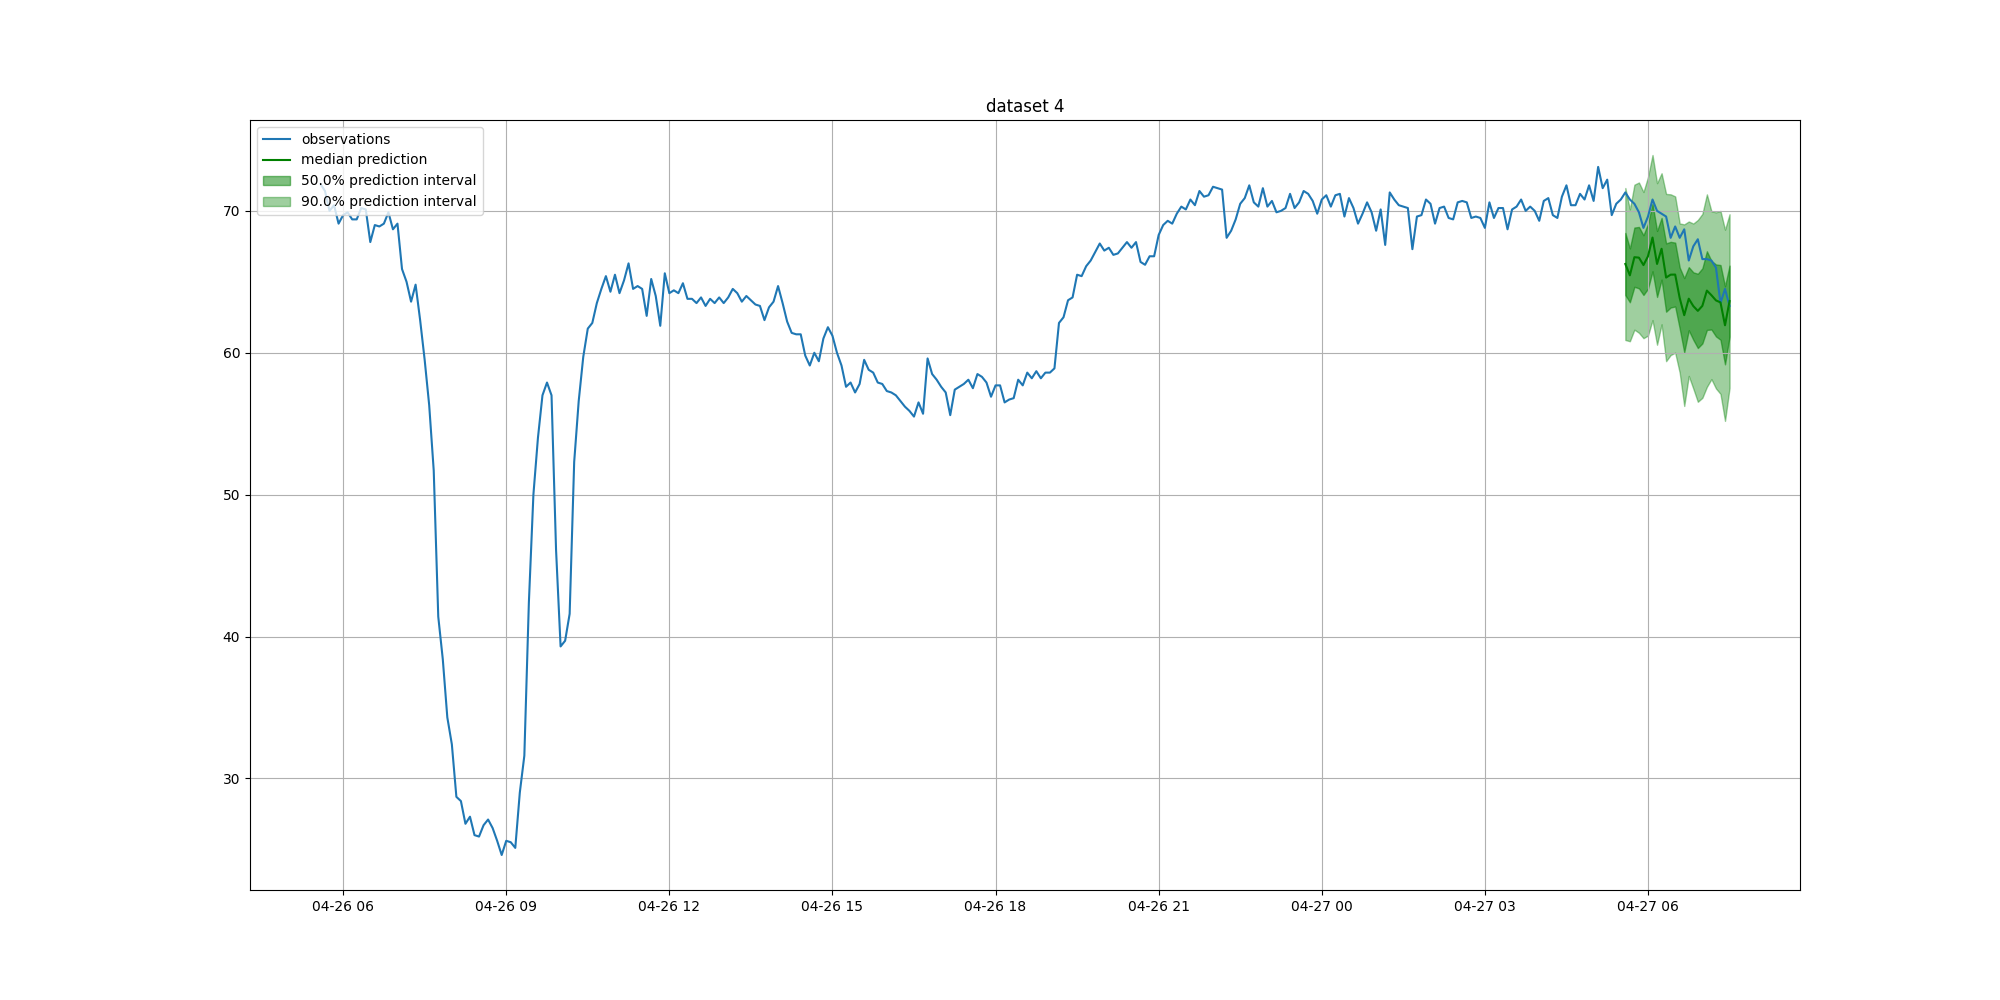 dataset 4
observations
median prediction
50.0% prediction interval
90.0% prediction interval
70
60
50
40
30
04-26 06
04-26 09
04-26 12
04-26 15
04-26 18
04-26 21
04-27 00
04-27 03
04-27 06